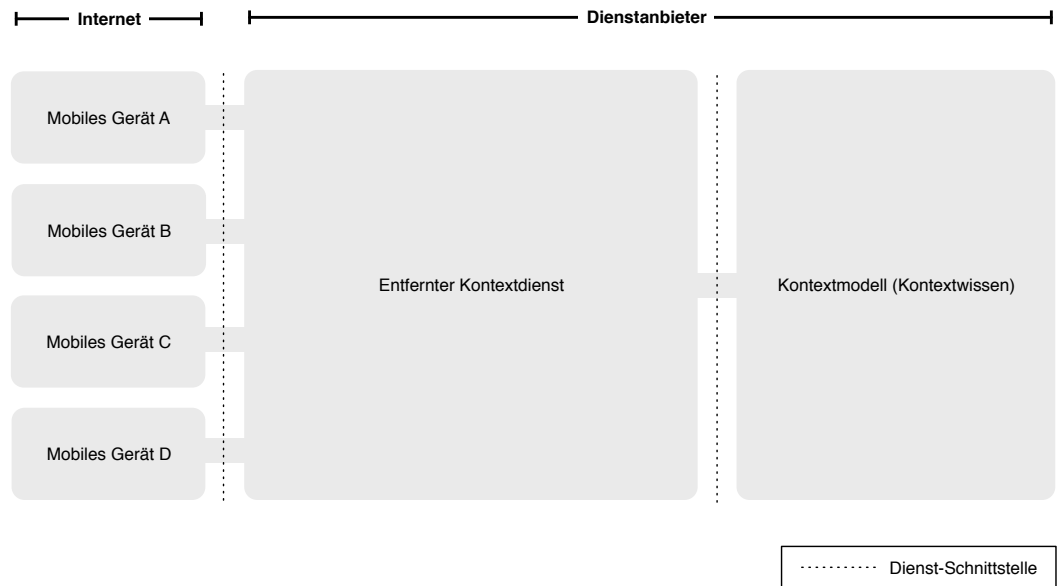 Internet
Dienstanbieter
Mobiles Gerät A
Mobiles Gerät B
Mobiles Gerät C
Mobiles Gerät D
Entfernter Kontextdienst
Kontextmodell (Kontextwissen)
Dienst-Schnittstelle